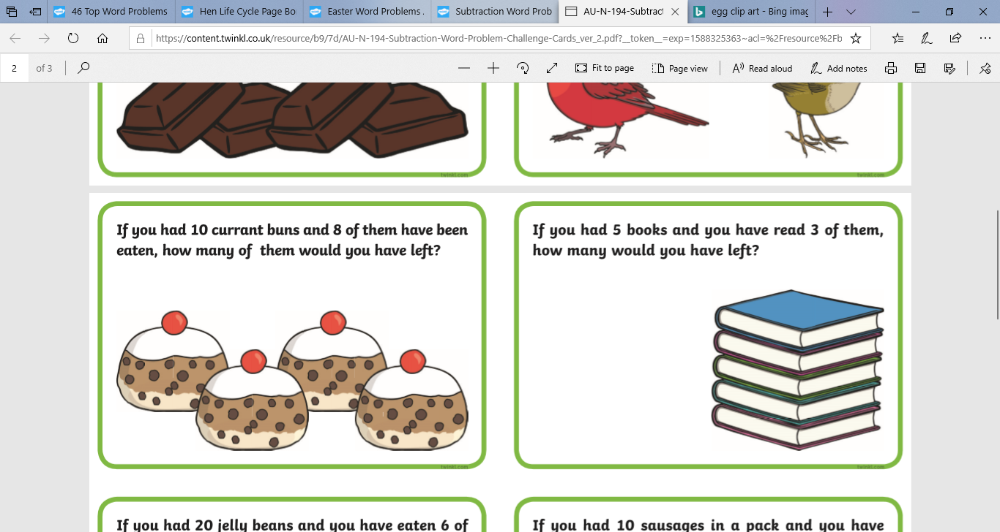 46 Top Word Problems
Hen Life Cycle Page Bo
Easter Word Problems .
Subtraction Word Prob
AU-N-194-Subtract
egg clip art - Bing imag
https://content.twinkl.co.uk/resource/b9/7d/AU-N-194-Subtraction-Word-Problem-Challenge-Cards_ver_2.pdf?__token__=exp=1588325363~acl=%2Fresource%2Fb
2 of 3
Fit to page
Page view
Read aloud
Add notes
twinkl.com
twinkl.com
If you had 10 currant buns and 8 of them have been
eaten, how many of them would you have left?
twinkl.com
If you had 5 books and you have read 3 of them,
how many would you have left?
twinkl.com
If you had 20 jelly beans and you have eaten 6 of
If you had 10 sausages in a pack and you have